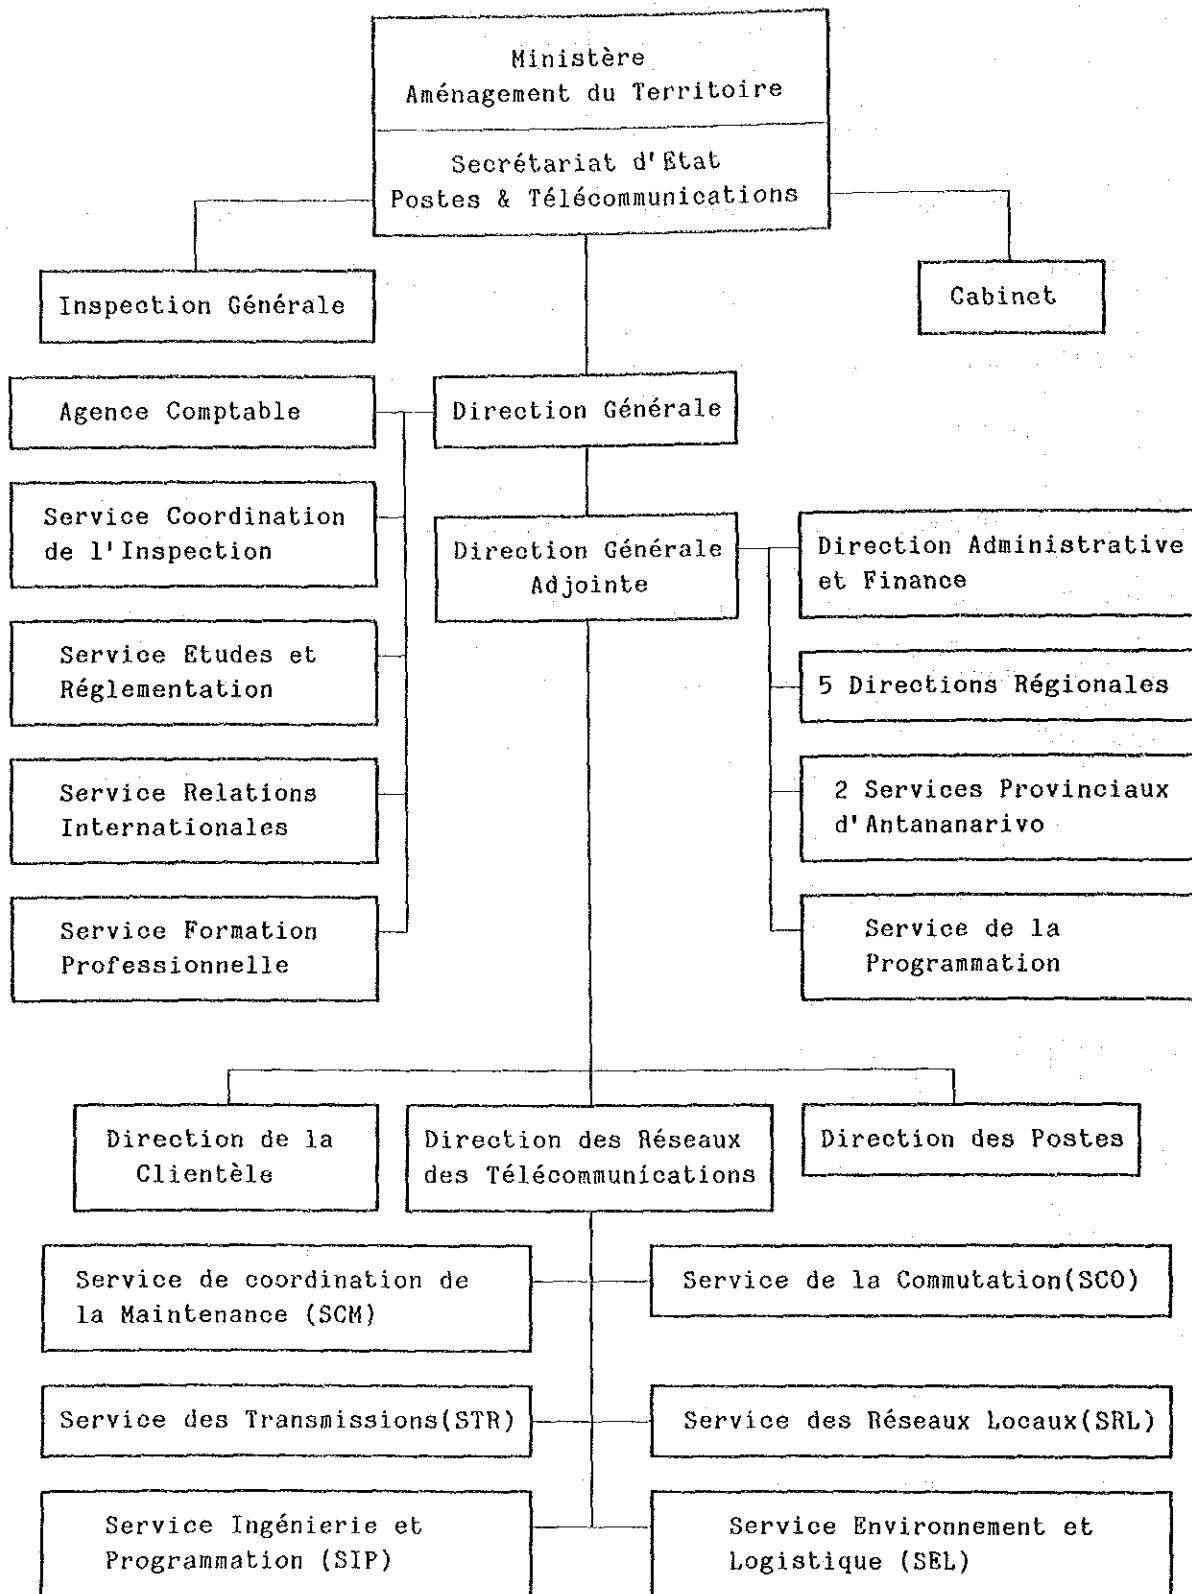 Ministère
Aménagement du Territoire
Secrétariat d'Etat
Postes & Télécommunications
Inspection Générale
Cabinet
Agence Comptable
Direction Générale
Service Coordination
de l'Inspection
Direction Générale
Adjointe
Direction Administrative
et Finance
Service Etudes et
Réglementation
5 Directions Régionales
Service Relations
Internationales
2 Services Provinciaux
d'Antananarivo
Service Formation
Professionnelle
Service de la
Programmation
Direction de la
Clientèle
Direction des Réseaux
des Télécommunications
Direction des Postes
Service de coordination de
la Maintenance (SCM)
Service de la Commutation(SCO)
Service des Transmissions(STR)
Service des Réseaux Locaux(SRL)
Service Ingénierie et
Programmation (SIP)
Service Environnement et
Logistique (SEL)